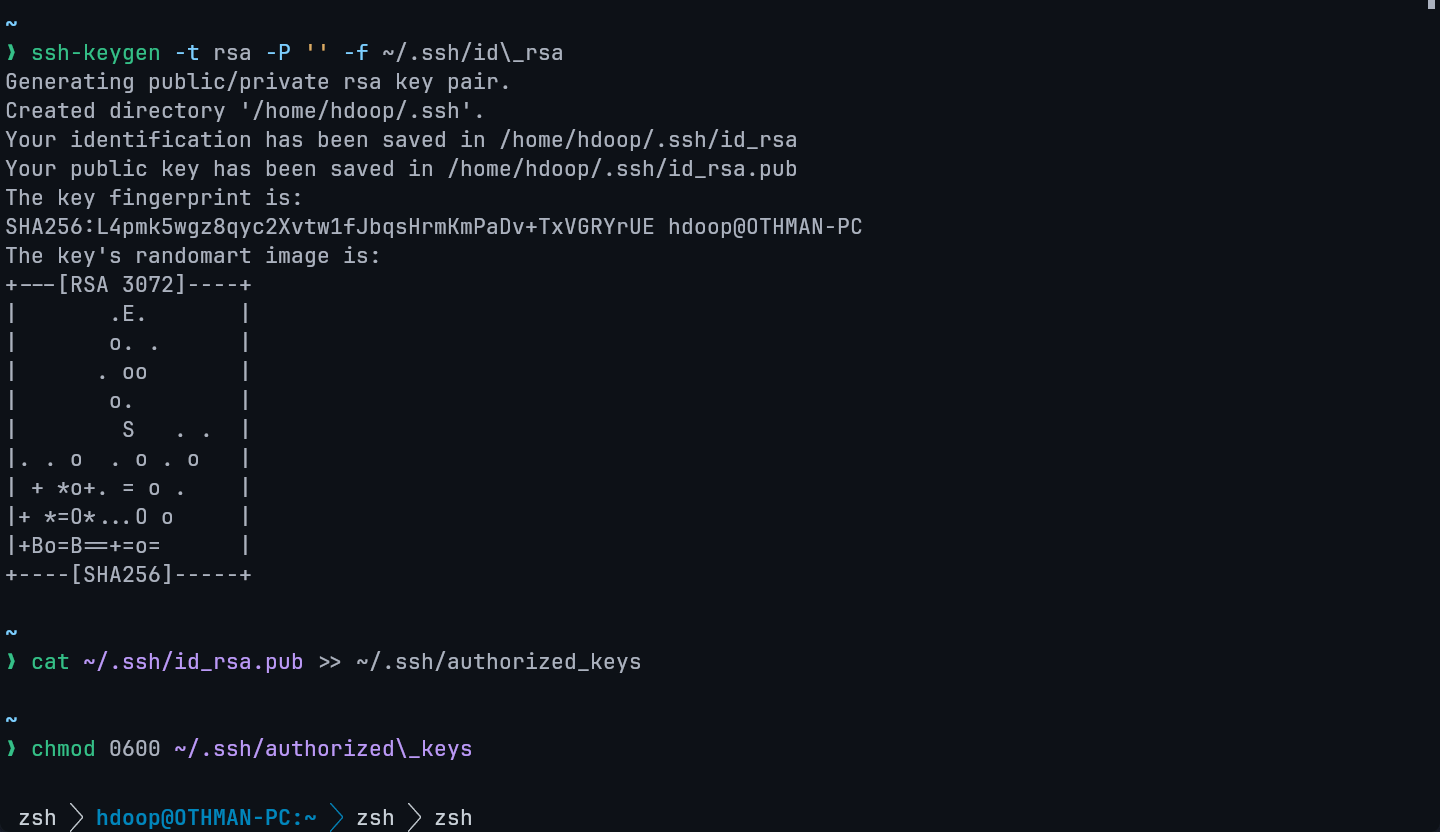 ~
❯ ssh-keygen -t rsa -P '' -f ~/.ssh/id\_rsa
Generating public/private rsa key pair.
Created directory '/home/hdoop/.ssh'.
Your identification has been saved in /home/hdoop/.ssh/id_rsa
Your public key has been saved in /home/hdoop/.ssh/id_rsa.pub
The key fingerprint is:
SHA256:L4pmk5wgz8qyc2Xvtw1fJbqsHrmKmPaDv+TxVGRYrUE hdoop@OTHMAN-PC
The key's randomart image is:
+---[RSA 3072]----+
|       .E.       |
|       o. .      |
|      . oo       |
|       o.        |
|        S   . .  |
|. . o  . o . o   |
| + *o+. = o .    |
|+ *=O*...O o     |
|+Bo=B==+=o=      |
+----[SHA256]-----+
~
❯ cat ~/.ssh/id_rsa.pub >> ~/.ssh/authorized_keys
~
❯ chmod 0600 ~/.ssh/authorized\_keys
zsh hdoop@OTHMAN-PC:~ zsh zsh